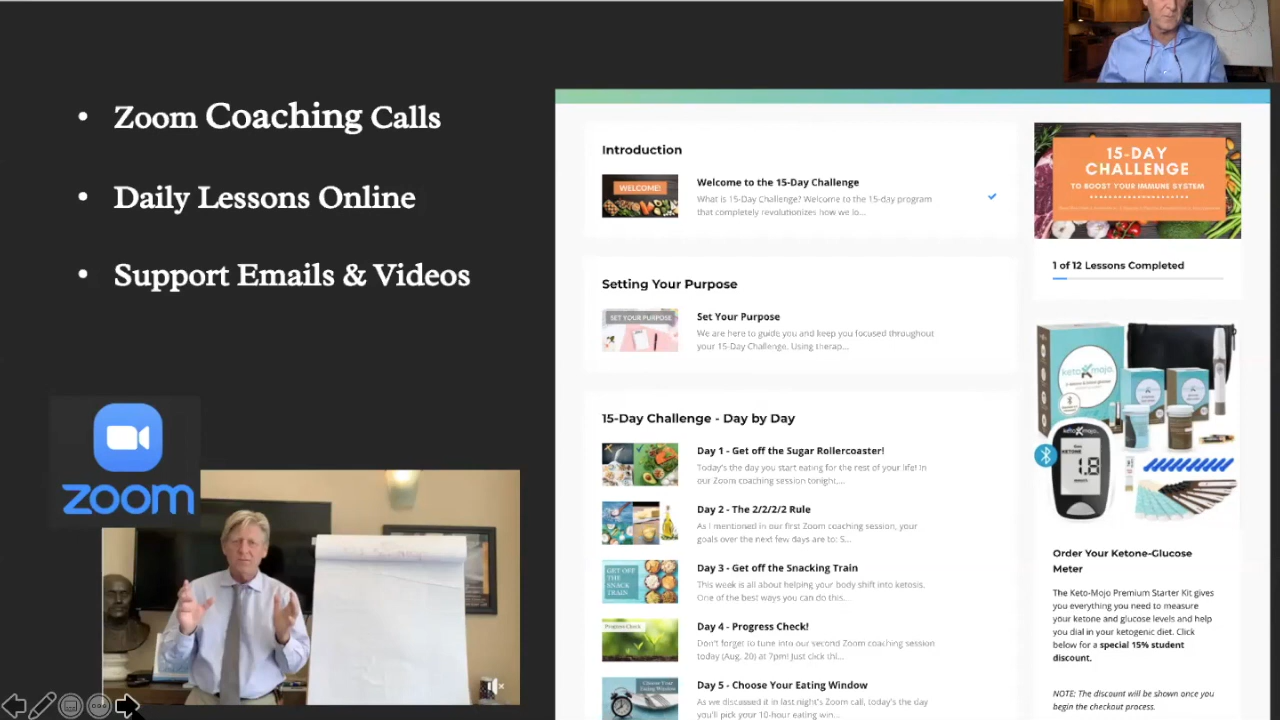 • Zoom Coaching Calls
• Daily Lessons Online
• Support Emails & Videos
zoom
Introduction
WELCOME!
Welcome to the 15-Day Challenge
What is 15-Day Challenge? Welcome to the 15-day program
that completely revolutionizes how we lo...
Setting Your Purpose
SET YOUR PURPOSE
Set Your Purpose
We are here to guide you and keep you focused throughout
your 15-Day Challenge. Using therap...
15-Day Challenge - Day by Day
Day 1 - Get off the Sugar Rollercoaster!
Today's the day you start eating for the rest of your life! In
our Zoom coaching session tonight,...
Day 2 - The 2/2/2/2 Rule
As I mentioned in our first Zoom coaching session, your
goals over the next few days are to: S...
GET OFF
THE
SNACK
TRAIN
Day 3 - Get off the Snacking Train
This week is all about helping your body shift into ketosis.
One of the best ways you can do this...
Progress Check
Day 4 - Progress Check!
Don't forget to tune into our second Zoom coaching session
today (Aug. 20) at 7pm! Just click thi...
Choose Your
Eating Window
Day 5 - Choose Your Eating Window
As we discussed it in last night's Zoom call, today's the day
you'll pick your 10-hour eating win...
15-DAY
CHALLENGE
TO BOOST YOUR IMMUNE SYSTEM
1 of 12 Lessons Completed
keto mojo.
keto mojo.
KETONE
1.8
Order Your Ketone-Glucose
Meter
The Keto-Mojo Premium Starter Kit gives
you everything you need to measure
your ketone and glucose levels and help
you dial in your ketogenic diet. Click
below for a special 15% student
discount.
NOTE: The discount will be shown once you
begin the checkout process.